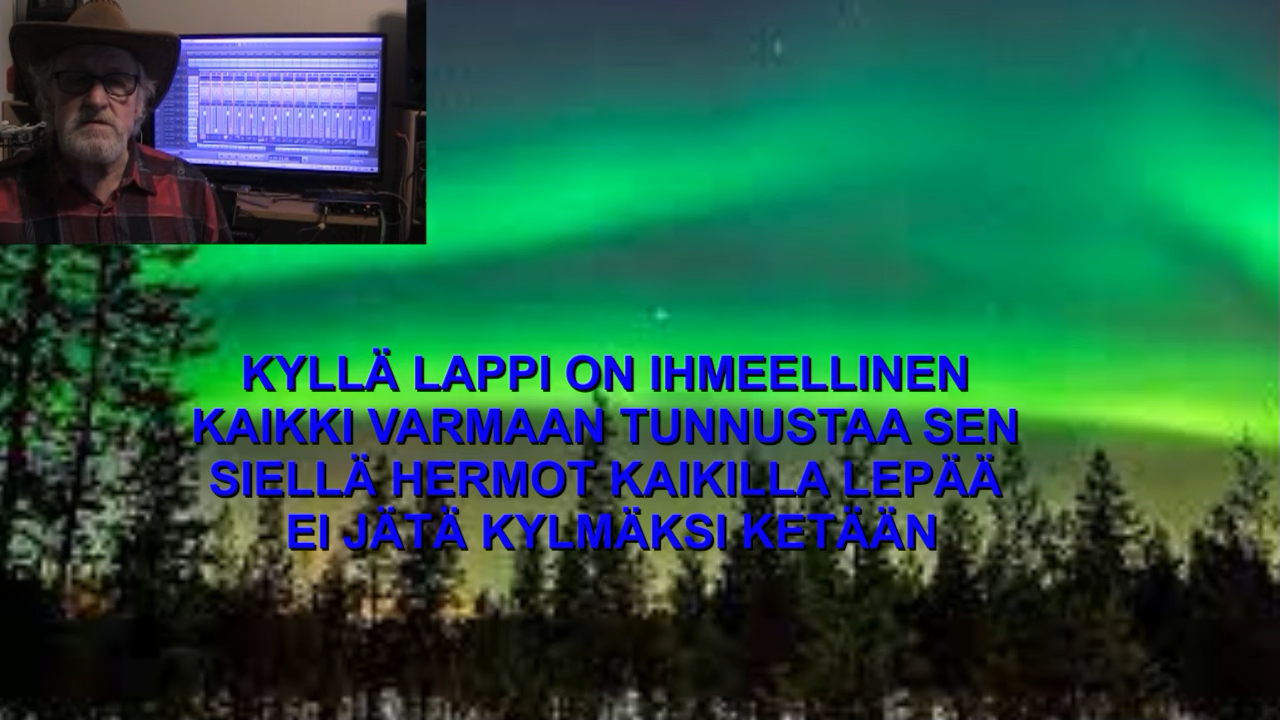 KYLLÄ LAPPI ON IHMEELLINEN
KAIKKI VARMAAN TUNNUSTAA SEN
SIELLÄ HERMOT KAIKILLA LEPÄÄ
EI JÄTÄ KYLMÄKSI KETÄÄN